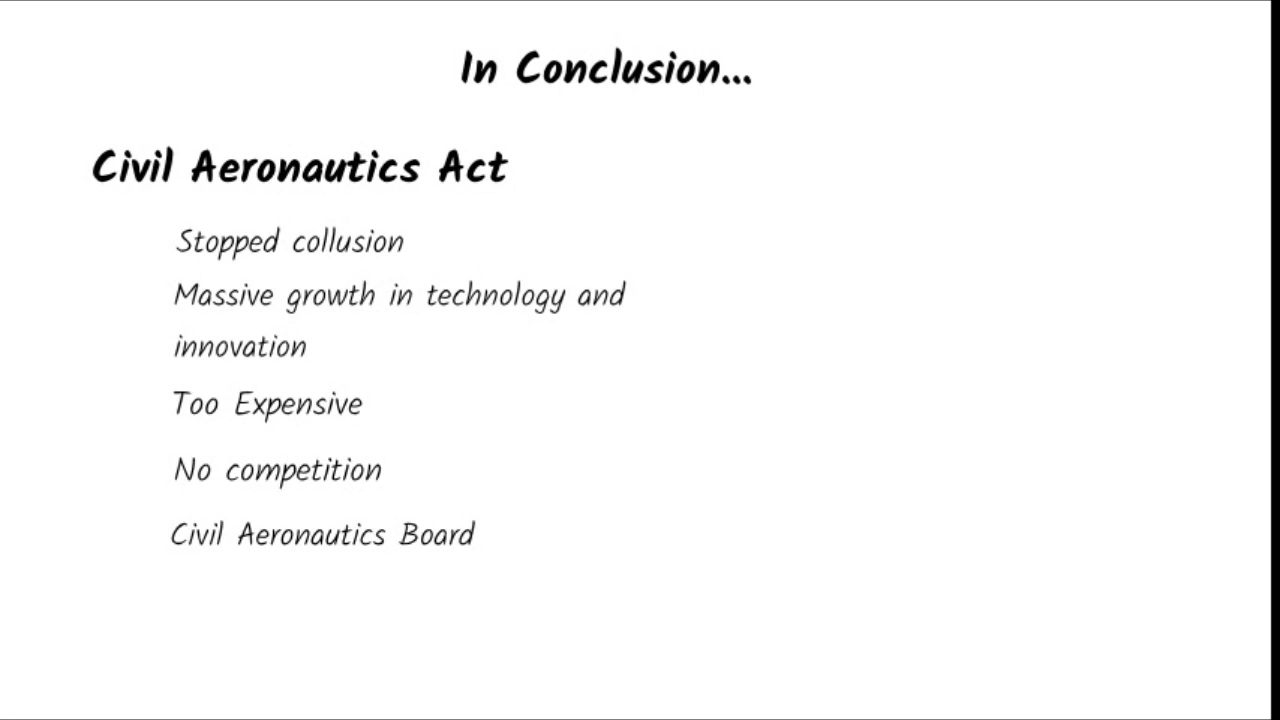 In Conclusion...
Civil Aeronautics Act
Stopped collusion
Massive growth in technology and
innovation
Too Expensive
No competition
Civil Aeronautics Board